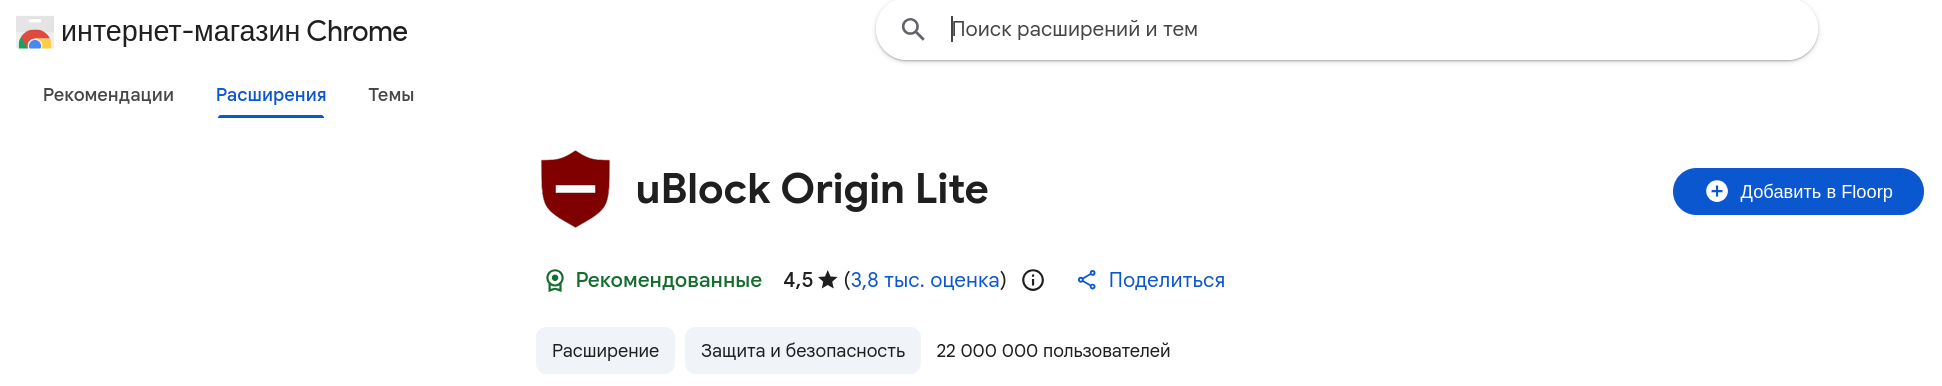 интернет-магазин Chrome
Поиск расширений и тем
Рекомендации Расширения Темы
uBlock Origin Lite
Добавить в Floorp
Рекомендованные 4,5 ★ (3,8 тыс. оценка) Поделиться
Расширение Защита и безопасность 22 000 000 пользователей